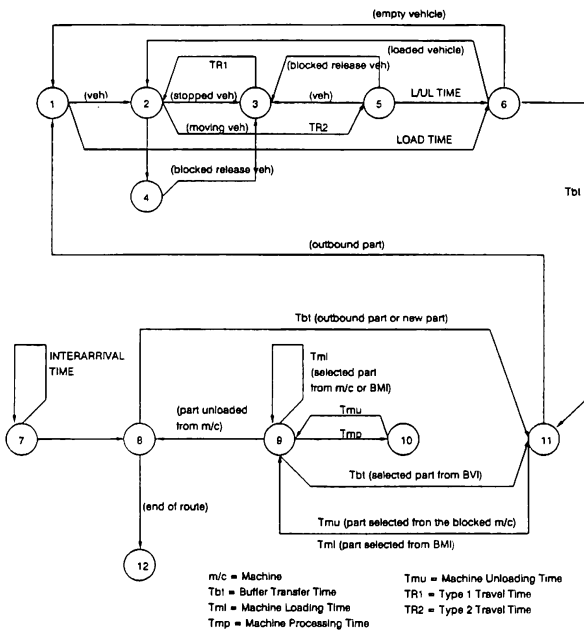 (empty vehicle)
(loaded vehicle)
TR1
(blocked release veh)
1
(veh)
2
(stopped veh)
3
(veh)
5
L/UL TIME
6
(moving veh)
TR2
LOAD TIME
(blocked release veh)
4
Tbt
(outbound part)
Tbt (outbound part or new part)
INTERARRIVAL
TIME
Tml
(selected part
from m/c or BMI)
(part unloaded
from m/c)
Tmu
7
8
9
Tmp
10
11
Tbt (selected part from BVI)
(end of route)
Tmu (part selected fron the blocked m/c)
Tml (part selected from BMI)
12
m/c = Machine
Tbt = Buffer Transfer Time
Tml = Machine Loading Time
Tmp = Machine Processing Time
Tmu = Machine Unloading Time
TR1 = Type 1 Travel Time
TR2 = Type 2 Travel Time